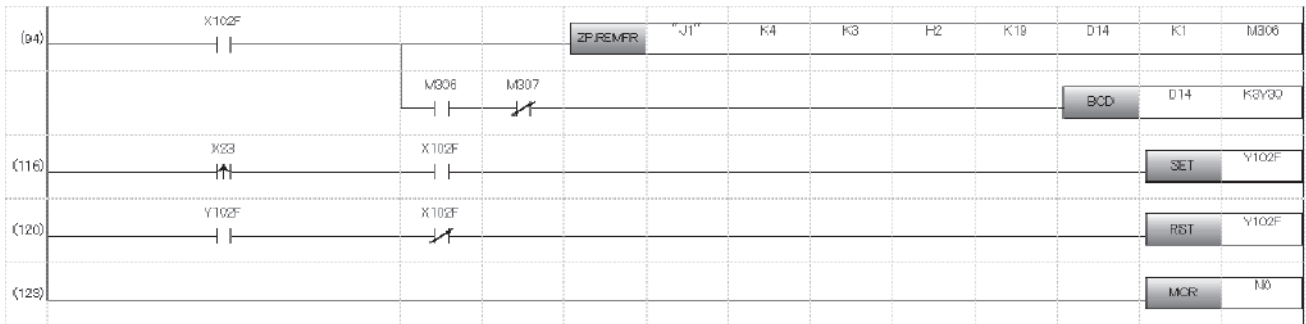 X102F
(94) ZP.REMFR "J1" K4 K3 H2 K19 D14 K1 M306
M306 M307
BCD D14 K3Y30
X23 X102F
(116) SET Y102F
Y102F X102F
(120) RST Y102F
(123) MCR N0